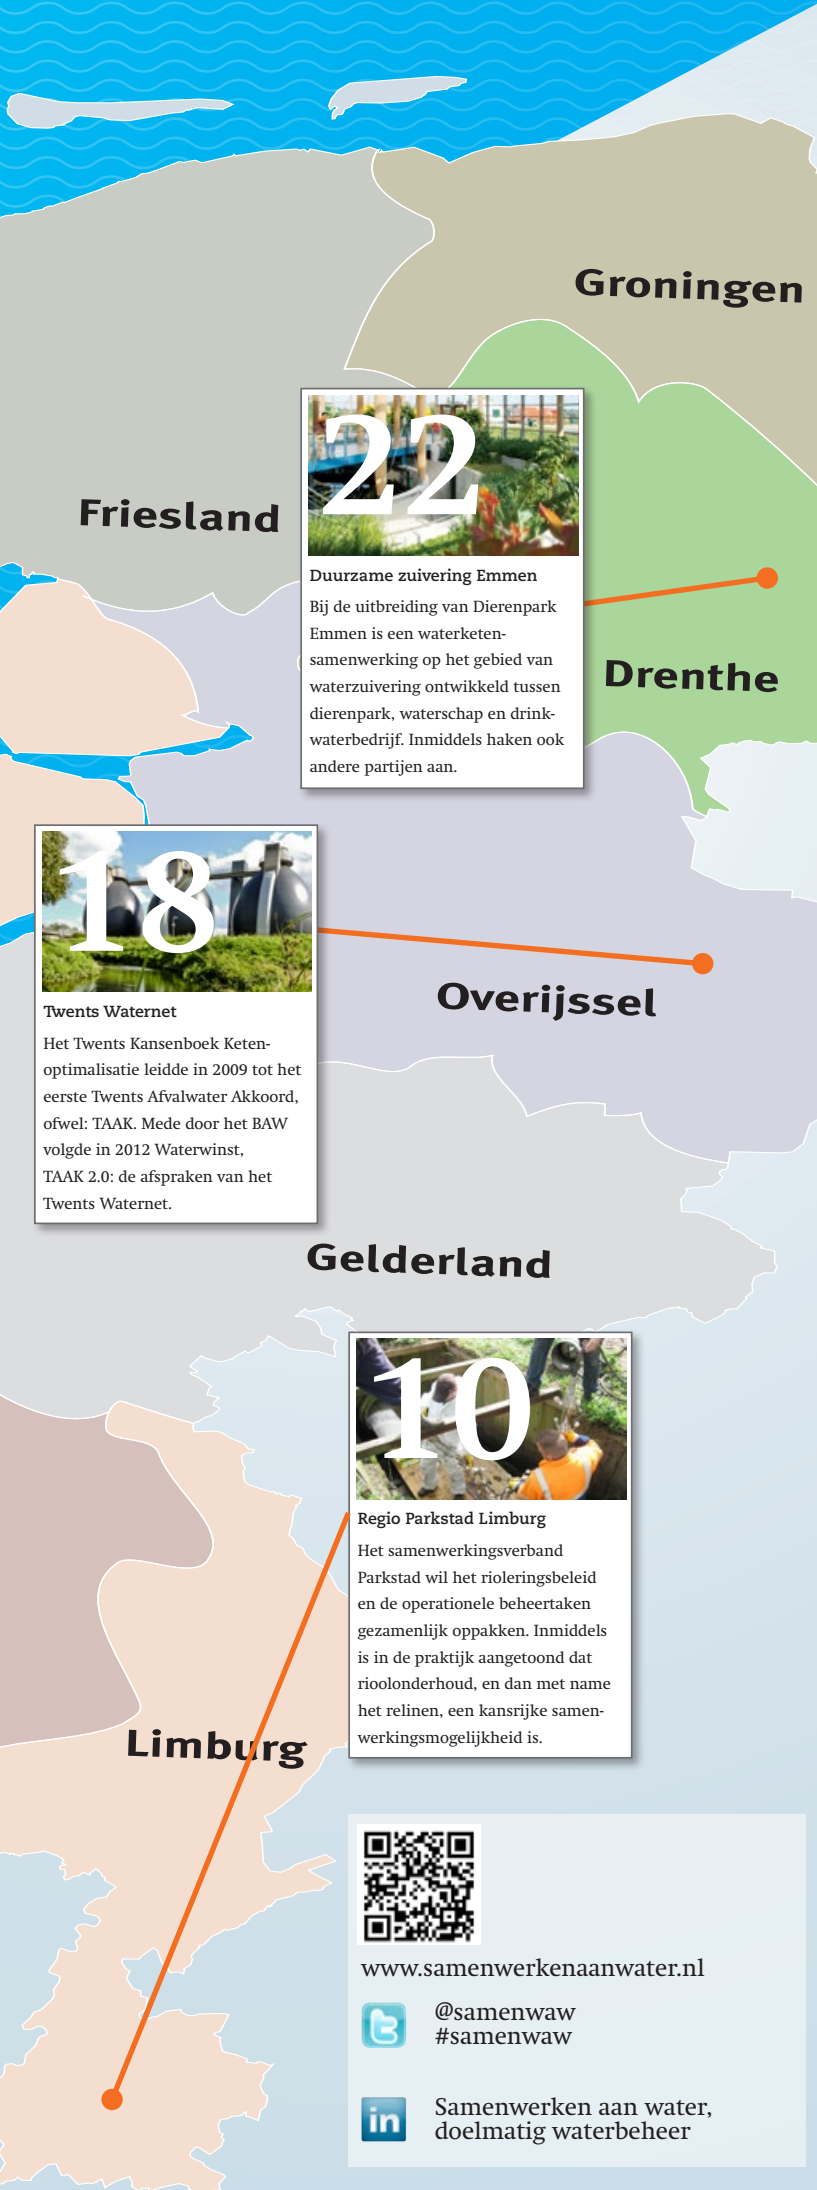 Groningen
22
Friesland
Duurzame zuivering Emmen
Bij de uitbreiding van Dierenpark
Emmen is een waterketen-
samenwerking op het gebied van
waterzuivering ontwikkeld tussen
dierenpark, waterschap en drink-
waterbedrijf. Inmiddels haken ook
andere partijen aan.
Drenthe
18
Twents Waternet
Het Twents Kansenboek Keten-
optimalisatie leidde in 2009 tot het
eerste Twents Afvalwater Akkoord,
ofwel: TAAK. Mede door het BAW
volgde in 2012 Waterwinst,
TAAK 2.0: de afspraken van het
Twents Waternet.
Overijssel
Gelderland
10
Regio Parkstad Limburg
Het samenwerkingsverband
Parkstad wil het rioleringsbeleid
en de operationele beheertaken
gezamenlijk oppakken. Inmiddels
is in de praktijk aangetoond dat
rioolonderhoud, en dan met name
het relinen, een kansrijke samen-
werkingsmogelijkheid is.
Limburg
www.samenwerkenaanwater.nl
@samenwaw
#samenwaw
in
Samenwerken aan water,
doelmatig waterbeheer